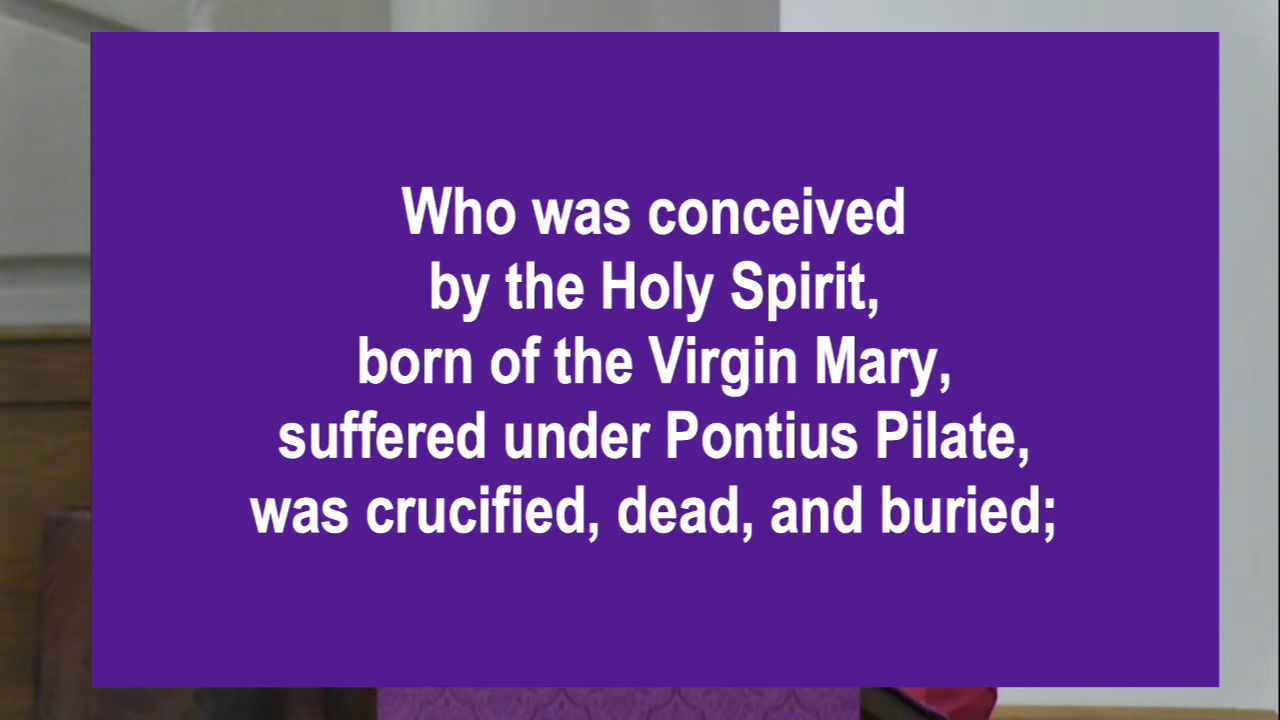 Who was conceived
by the Holy Spirit,
born of the Virgin Mary,
suffered under Pontius Pilate,
was crucified, dead, and buried;